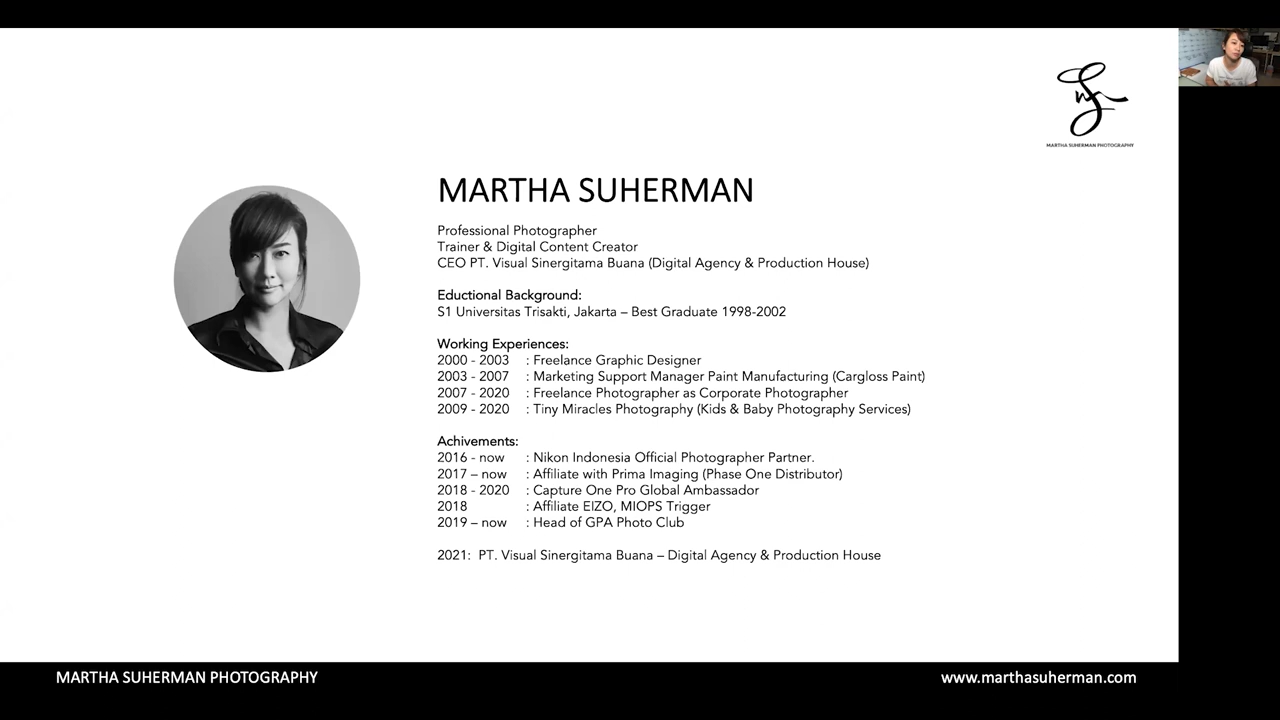 MARTHA SUHERMAN PHOTOGRAPHY
MARTHA SUHERMAN
Professional Photographer
Trainer & Digital Content Creator
CEO PT. Visual Sinergitama Buana (Digital Agency & Production House)
Eductional Background:
S1 Universitas Trisakti, Jakarta – Best Graduate 1998-2002
Working Experiences:
2000 - 2003 : Freelance Graphic Designer
2003 - 2007 : Marketing Support Manager Paint Manufacturing (Cargloss Paint)
2007 - 2020 : Freelance Photographer as Corporate Photographer
2009 - 2020 : Tiny Miracles Photography (Kids & Baby Photography Services)
Achivements:
2016 - now : Nikon Indonesia Official Photographer Partner.
2017 – now : Affiliate with Prima Imaging (Phase One Distributor)
2018 - 2020 : Capture One Pro Global Ambassador
2018 : Affiliate EIZO, MIOPS Trigger
2019 – now : Head of GPA Photo Club
2021: PT. Visual Sinergitama Buana – Digital Agency & Production House
MARTHA SUHERMAN PHOTOGRAPHY
www.marthasuherman.com